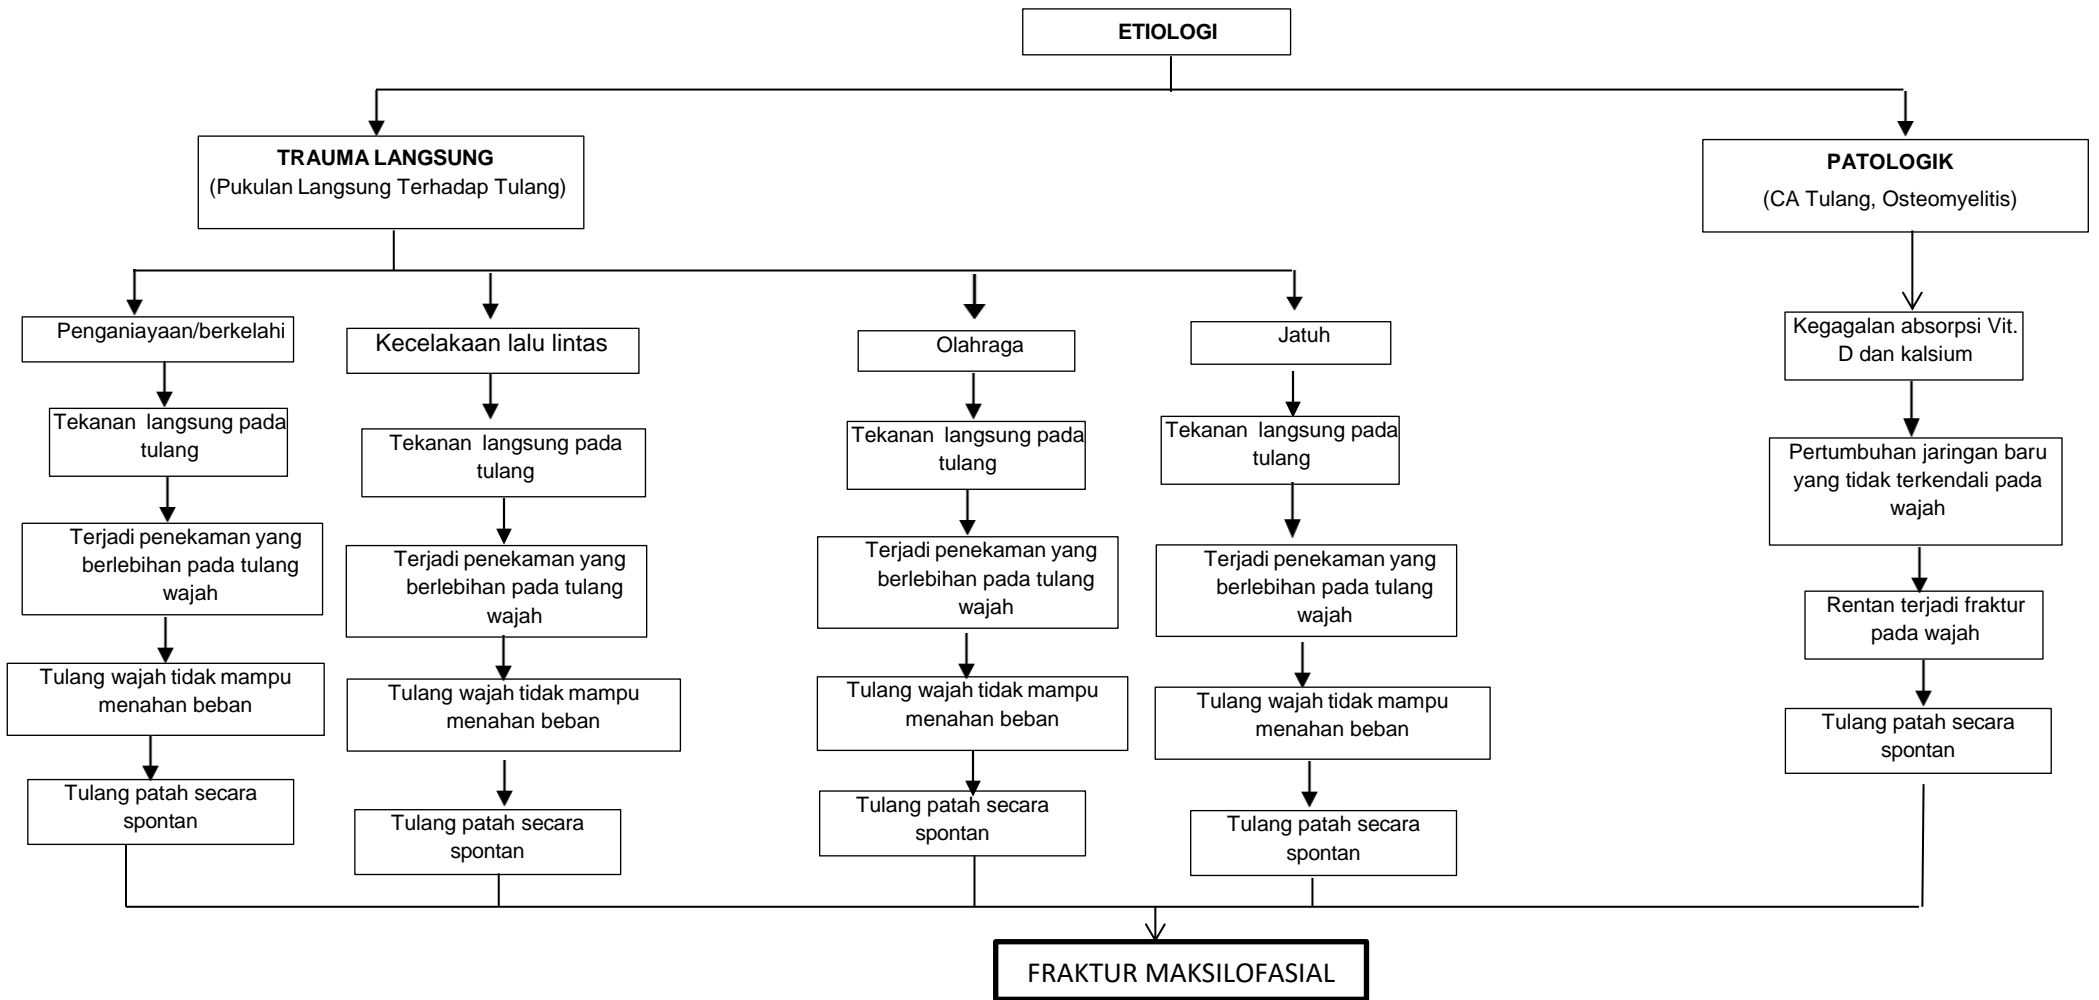 ETIOLOGI
TRAUMA LANGSUNG
(Pukulan Langsung Terhadap Tulang)
PATOLOGIK
(CA Tulang, Osteomyelitis)
Penganiayaan/berkelahi
Tekanan langsung pada
tulang
Terjadi penekaman yang
berlebihan pada tulang
wajah
Tulang wajah tidak mampu
menahan beban
Tulang patah secara
spontan
Kecelakaan lalu lintas
Tekanan langsung pada
tulang
Terjadi penekaman yang
berlebihan pada tulang
wajah
Tulang wajah tidak mampu
menahan beban
Tulang patah secara
spontan
Olahraga
Tekanan langsung pada
tulang
Terjadi penekaman yang
berlebihan pada tulang
wajah
Tulang wajah tidak mampu
menahan beban
Tulang patah secara
spontan
Jatuh
Tekanan langsung pada
tulang
Terjadi penekaman yang
berlebihan pada tulang
wajah
Tulang wajah tidak mampu
menahan beban
Tulang patah secara
spontan
Kegagalan absorpsi Vit.
D dan kalsium
Pertumbuhan jaringan baru
yang tidak terkendali pada
wajah
Rentan terjadi fraktur
pada wajah
Tulang patah secara
spontan
FRAKTUR MAKSILOFASIAL